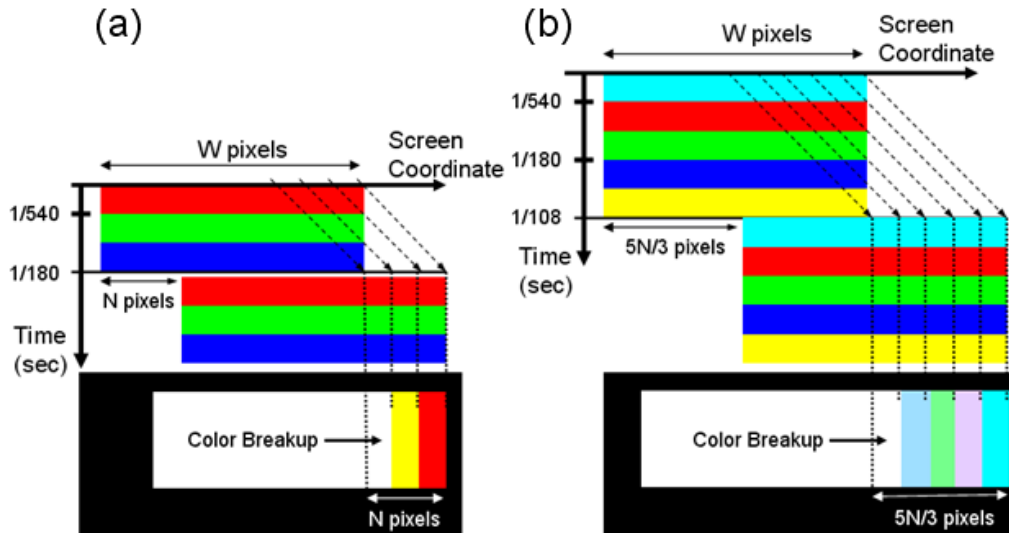 (a)
W pixels
Screen
Coordinate
1/540
1/180
N pixels
Time
(sec)
Color Breakup
N pixels
(b)
W pixels
Screen
Coordinate
1/540
1/180
1/108
5N/3 pixels
Time
(sec)
Color Breakup
5N/3 pixels